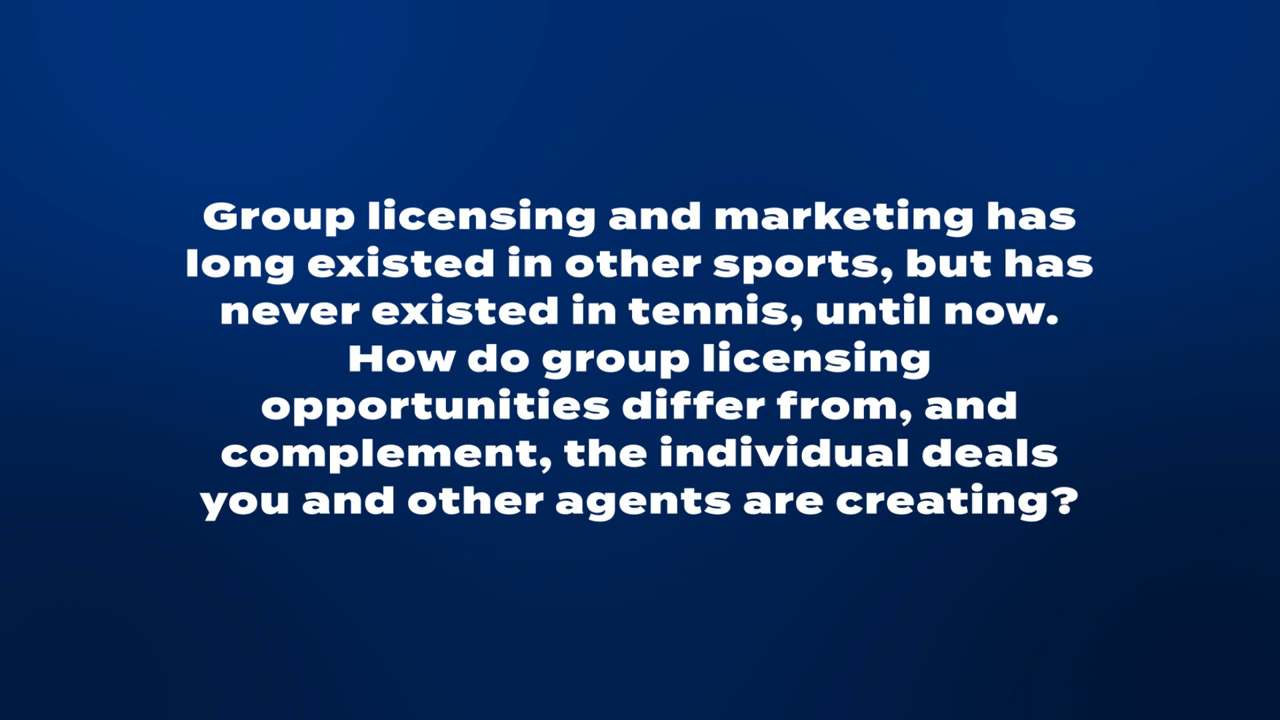 Group licensing and marketing has
long existed in other sports, but has
never existed in tennis, until now.
How do group licensing
opportunities differ from, and
complement, the individual deals
you and other agents are creating?